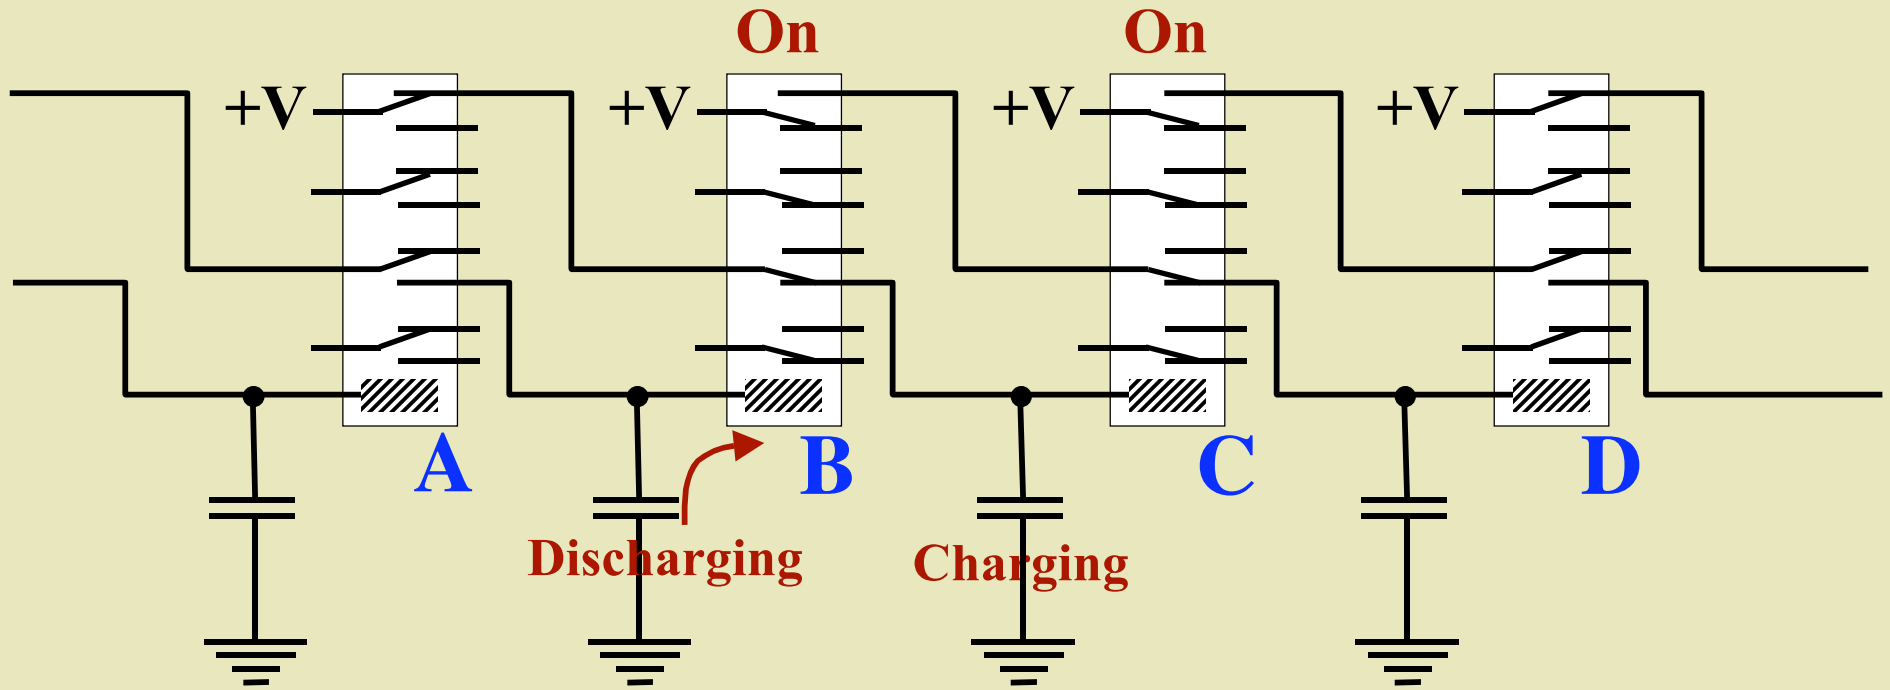 On On
+V +V +V +V
A B C D
Discharging Charging